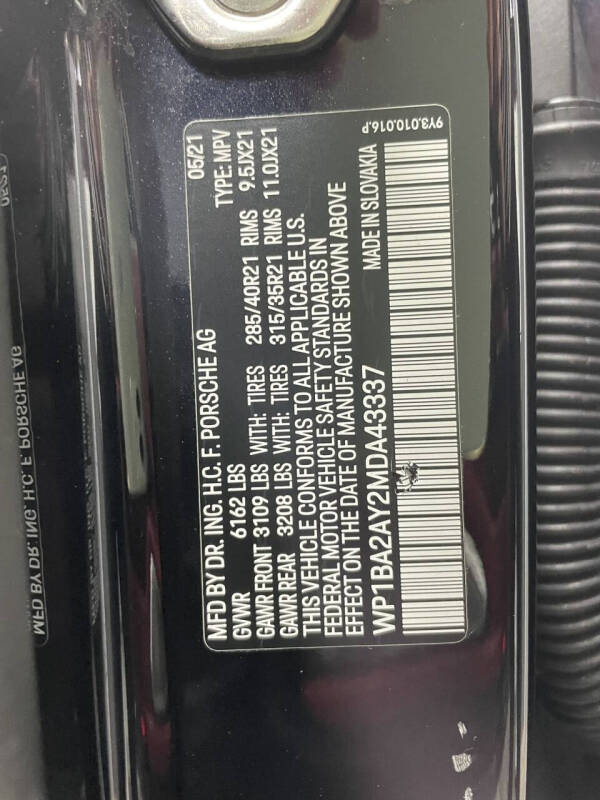 MFD BY DR. ING. H.C. F. PORSCHE AG 05/21
GVWR 6162 LBS TYPE: MPV
GAWR FRONT 3109 LBS WITH: TIRES 285/40R21 RIMS 9.5JX21
GAWR REAR 3208 LBS WITH: TIRES 315/35R21 RIMS 11.0JX21
THIS VEHICLE CONFORMS TO ALL APPLICABLE U.S.
FEDERAL MOTOR VEHICLE SAFETY STANDARDS IN
EFFECT ON THE DATE OF MANUFACTURE SHOWN ABOVE
WP1BA2AY2MDA43337 MADE IN SLOVAKIA
9Y3.010.016.P
MFD BY DR. ING. H.C. F. PORSCHE AG